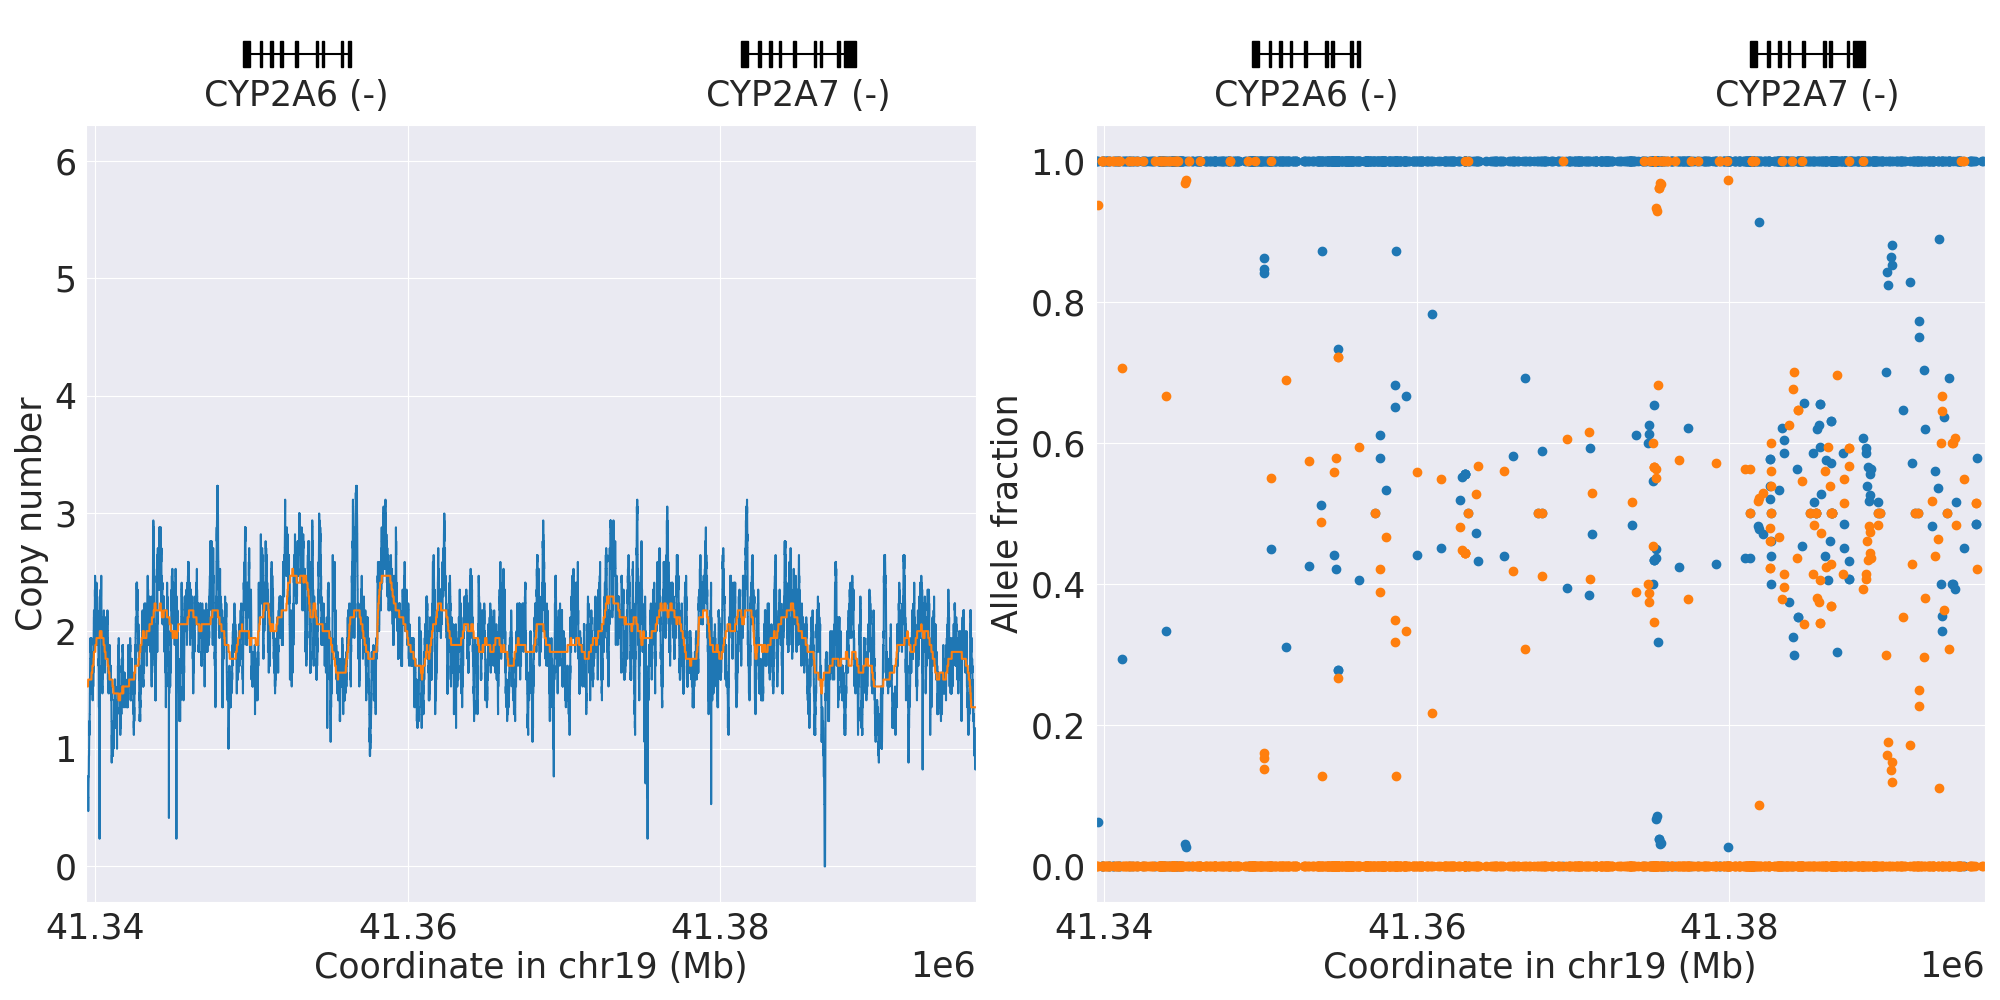 CYP2A6 (-)
CYP2A7 (-)
CYP2A6 (-)
CYP2A7 (-)
Copy number
6
5
4
3
2
1
0
41.34
41.36
41.38
Coordinate in chr19 (Mb)
1e6
Allele fraction
1.0
0.8
0.6
0.4
0.2
0.0
41.34
41.36
41.38
Coordinate in chr19 (Mb)
1e6